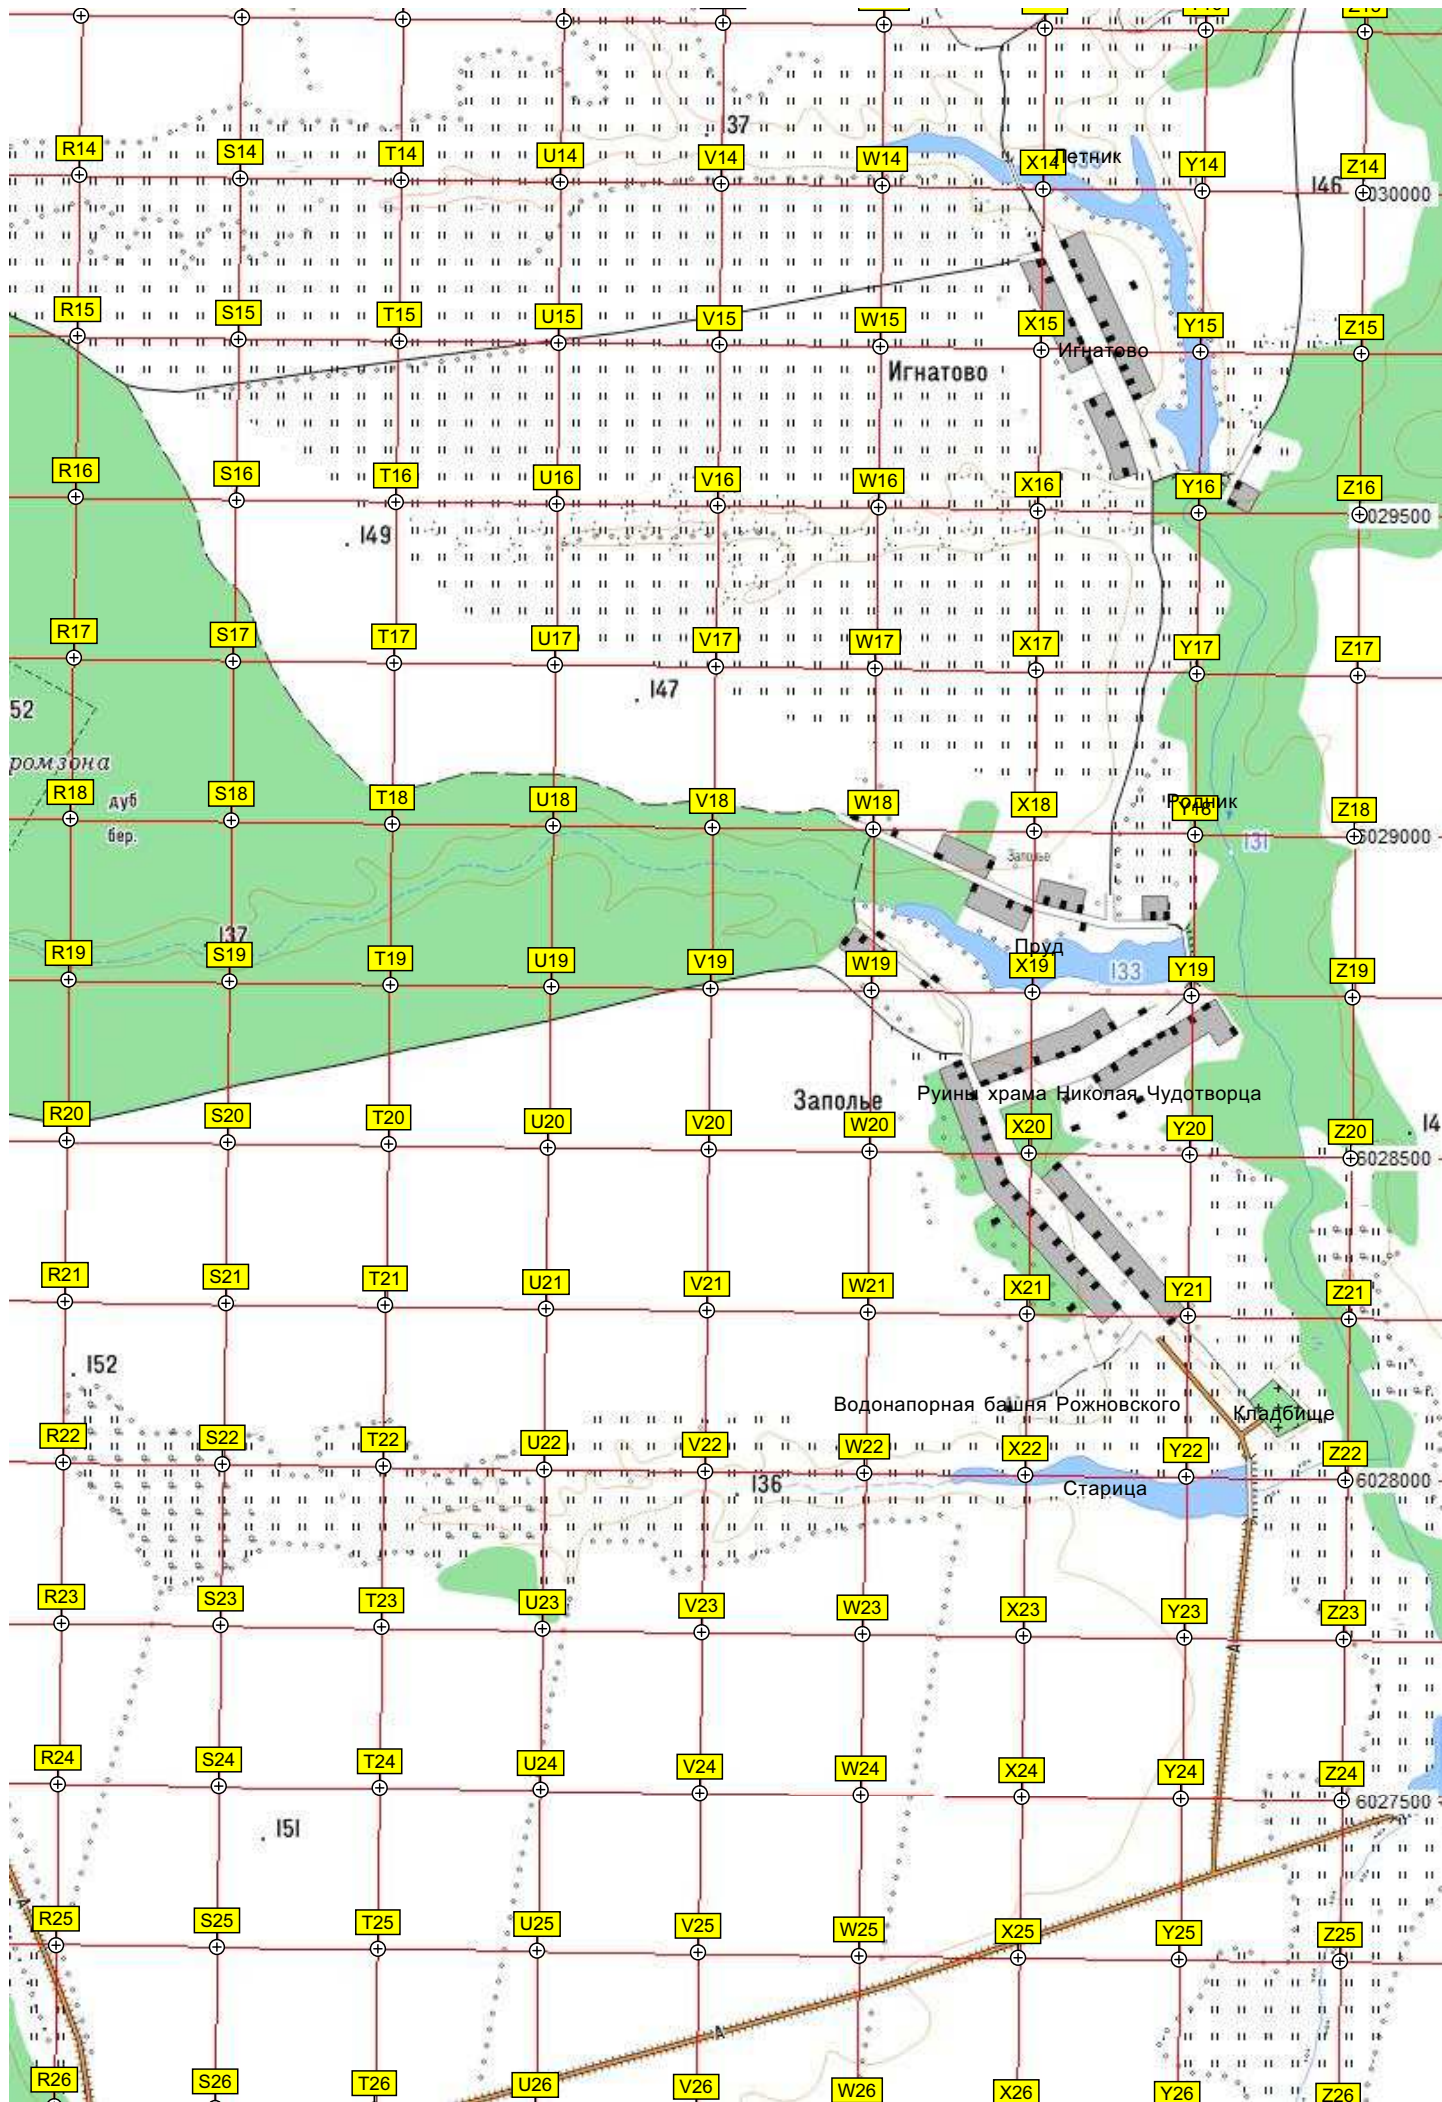 137
R14 S14 T14 U14 V14 W14 X14 Летник Y14 Z14
146
030000
R15 S15 T15 U15 V15 W15 X15 Y15 Z15
Игнатово
Игнатово
R16 S16 T16 U16 V16 W16 X16 Y16 Z16
029500
149
R17 S17 T17 U17 V17 W17 X17 Y17 Z17
147
52
ромзона
R18 S18 T18 U18 V18 W18 X18 Y18 Z18
Родник
дуб
бер.
6029000
131
Заполье
137
Пруд
R19 S19 T19 U19 V19 W19 X19 Y19 Z19
133
Заполье
Руины храма Николая Чудотворца
R20 S20 T20 U20 V20 W20 X20 Y20 Z20
14
6028500
R21 S21 T21 U21 V21 W21 X21 Y21 Z21
152
Водонапорная башня Рожновского
Кладбище
R22 S22 T22 U22 V22 W22 X22 Y22 Z22
136
Старица
6028000
R23 S23 T23 U23 V23 W23 X23 Y23 Z23
А
R24 S24 T24 U24 V24 W24 X24 Y24 Z24
6027500
151
А
R25 S25 T25 U25 V25 W25 X25 Y25 Z25
А
R26 S26 T26 U26 V26 W26 X26 Y26 Z26